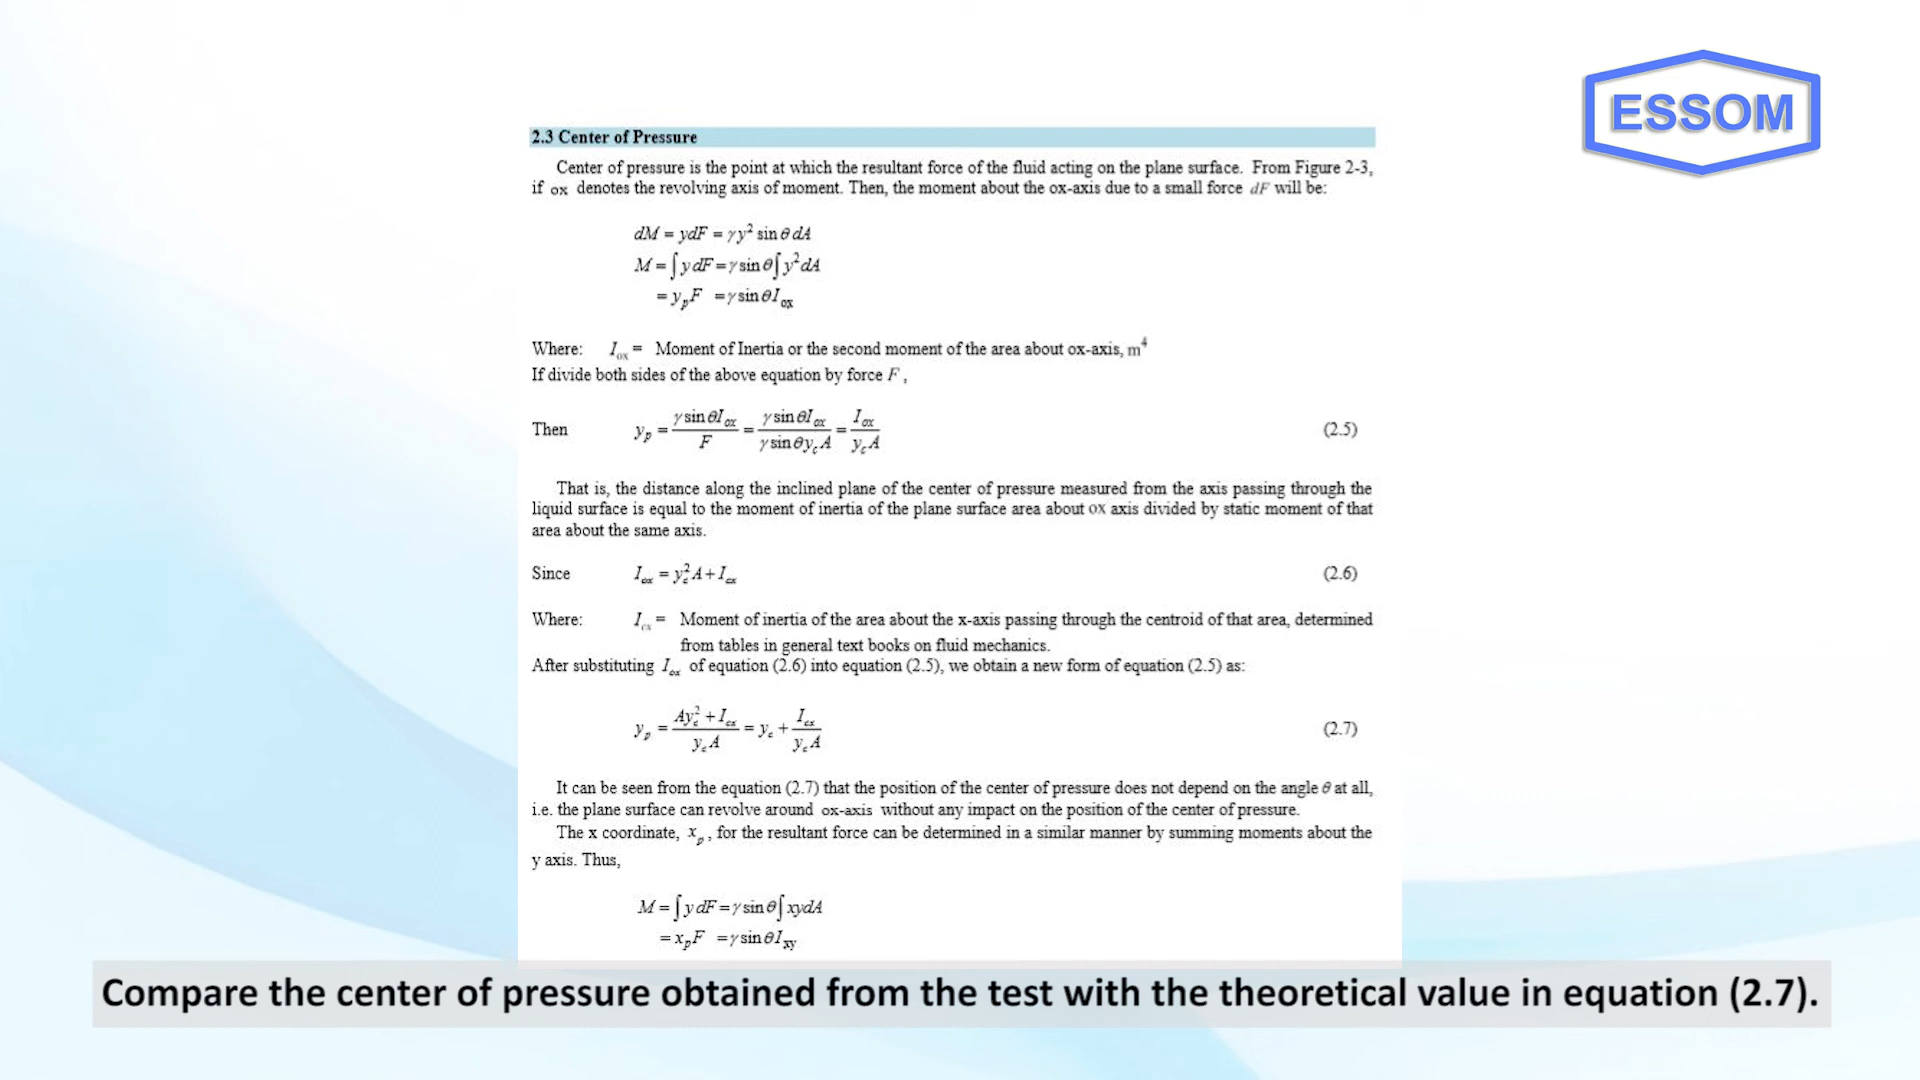 ESSOM
2.3 Center of Pressure
Center of pressure is the point at which the resultant force of the fluid acting on the plane surface. From Figure 2-3,
if ox denotes the revolving axis of moment. Then, the moment about the ox-axis due to a small force dF will be:
dM = ydF = γy² sin θ dA
M = ∫ y dF = γ sin θ ∫ y² dA
= y_p F = γ sin θ I_ox
Where: I_ox = Moment of Inertia or the second moment of the area about ox-axis, m⁴
If divide both sides of the above equation by force F ,
Then y_p = γ sin θ I_ox / F = γ sin θ I_ox / γ sin θ y_c A = I_ox / y_c A (2.5)
That is, the distance along the inclined plane of the center of pressure measured from the axis passing through the
liquid surface is equal to the moment of inertia of the plane surface area about ox axis divided by static moment of that
area about the same axis.
Since I_ox = y_c² A + I_cx (2.6)
Where: I_cx = Moment of inertia of the area about the x-axis passing through the centroid of that area, determined
from tables in general text books on fluid mechanics.
After substituting I_ox of equation (2.6) into equation (2.5), we obtain a new form of equation (2.5) as:
y_p = Ay_c² + I_cx / y_c A = y_c + I_cx / y_c A (2.7)
It can be seen from the equation (2.7) that the position of the center of pressure does not depend on the angle θ at all,
i.e. the plane surface can revolve around ox-axis without any impact on the position of the center of pressure.
The x coordinate, x_p , for the resultant force can be determined in a similar manner by summing moments about the
y axis. Thus,
M = ∫ y dF = γ sin θ ∫ xydA
= x_p F = γ sin θ I_xy
Compare the center of pressure obtained from the test with the theoretical value in equation (2.7).